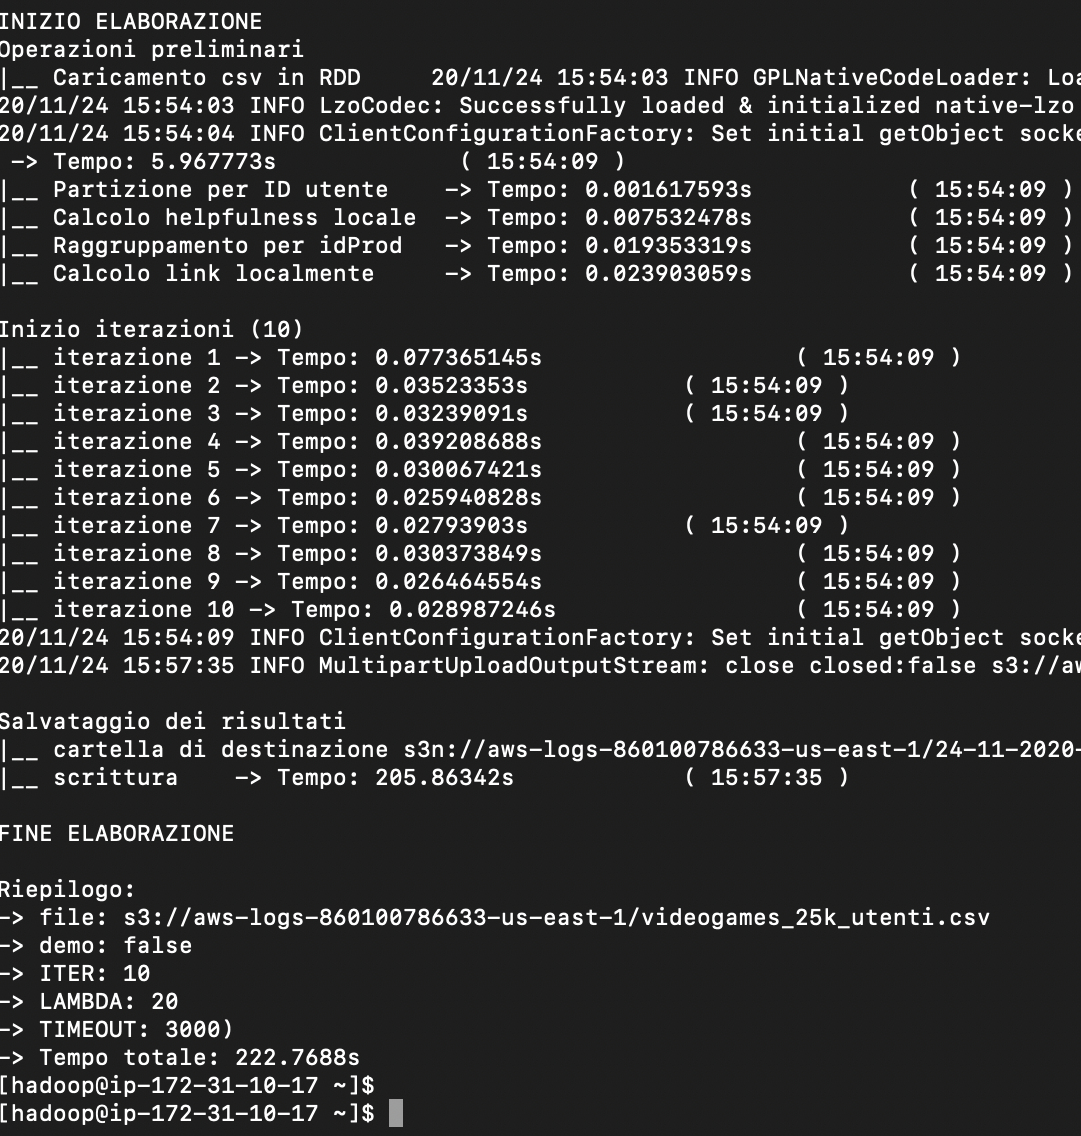 INIZIO ELABORAZIONE
Operazioni preliminari
|__ Caricamento csv in RDD     20/11/24 15:54:03 INFO GPLNativeCodeLoader: Loa
20/11/24 15:54:03 INFO LzoCodec: Successfully loaded & initialized native-lzo
20/11/24 15:54:04 INFO ClientConfigurationFactory: Set initial getObject socke
 -> Tempo: 5.967773s             ( 15:54:09 )
|__ Partizione per ID utente    -> Tempo: 0.001617593s           ( 15:54:09 )
|__ Calcolo helpfulness locale  -> Tempo: 0.007532478s           ( 15:54:09 )
|__ Raggruppamento per idProd   -> Tempo: 0.019353319s           ( 15:54:09 )
|__ Calcolo link localmente     -> Tempo: 0.023903059s           ( 15:54:09 )

Inizio iterazioni (10)
|__ iterazione 1 -> Tempo: 0.077365145s                  ( 15:54:09 )
|__ iterazione 2 -> Tempo: 0.03523353s           ( 15:54:09 )
|__ iterazione 3 -> Tempo: 0.03239091s           ( 15:54:09 )
|__ iterazione 4 -> Tempo: 0.039208688s                  ( 15:54:09 )
|__ iterazione 5 -> Tempo: 0.030067421s                  ( 15:54:09 )
|__ iterazione 6 -> Tempo: 0.025940828s                  ( 15:54:09 )
|__ iterazione 7 -> Tempo: 0.02793903s           ( 15:54:09 )
|__ iterazione 8 -> Tempo: 0.030373849s                  ( 15:54:09 )
|__ iterazione 9 -> Tempo: 0.026464554s                  ( 15:54:09 )
|__ iterazione 10 -> Tempo: 0.028987246s                 ( 15:54:09 )
20/11/24 15:54:09 INFO ClientConfigurationFactory: Set initial getObject socke
20/11/24 15:57:35 INFO MultipartUploadOutputStream: close closed:false s3://aw

Salvataggio dei risultati
|__ cartella di destinazione s3n://aws-logs-860100786633-us-east-1/24-11-2020-
|__ scrittura    -> Tempo: 205.86342s            ( 15:57:35 )

FINE ELABORAZIONE

Riepilogo:
-> file: s3://aws-logs-860100786633-us-east-1/videogames_25k_utenti.csv
-> demo: false
-> ITER: 10
-> LAMBDA: 20
-> TIMEOUT: 3000)
-> Tempo totale: 222.7688s
[hadoop@ip-172-31-10-17 ~]$
[hadoop@ip-172-31-10-17 ~]$